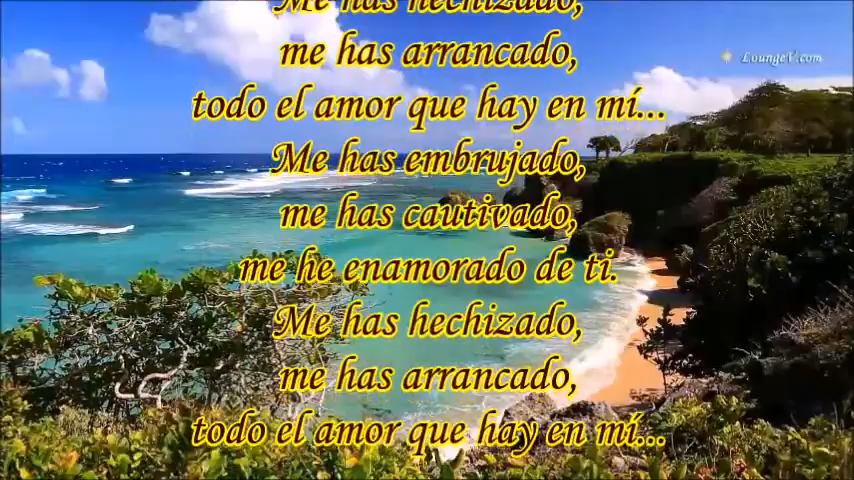 Me has hechizado,
me has arrancado,
LoungeV.com
todo el amor que hay en mí...
Me has embrujado,
me has cautivado,
me he enamorado de ti.
Me has hechizado,
me has arrancado,
todo el amor que hay en mí...